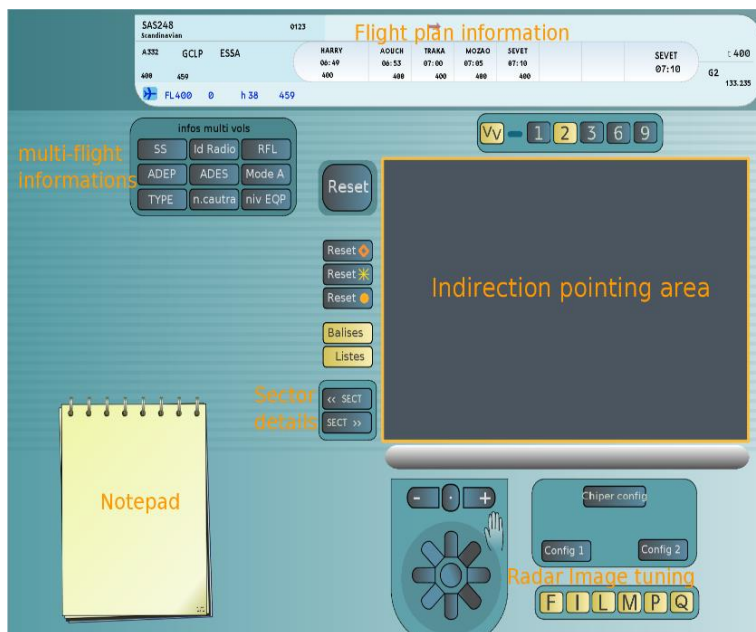 SAS248 0123 Flight plan information
Scandinavian
A332 GCLP ESSA HARRY AOUCH TRAKA MOZAO SEVET SEVET t 400
06:49 06:53 07:00 07:05 07:10 07:10 G2
400 459 400 400 400 400 400 133.235
FL400 0 h 38 459
infos multi vols
SS Id Radio RFL
ADEP ADES Mode A
TYPE n.cautra niv EQP
multi-flight
informations
VV 1 2 3 6 9
Reset
Reset
Reset
Reset
Balises
Listes
Indirection pointing area
Sector
details
<< SECT
SECT >>
Notepad
- · +
Chiper config
Config 1 Config 2
Radar Image tuning
F I L M P Q